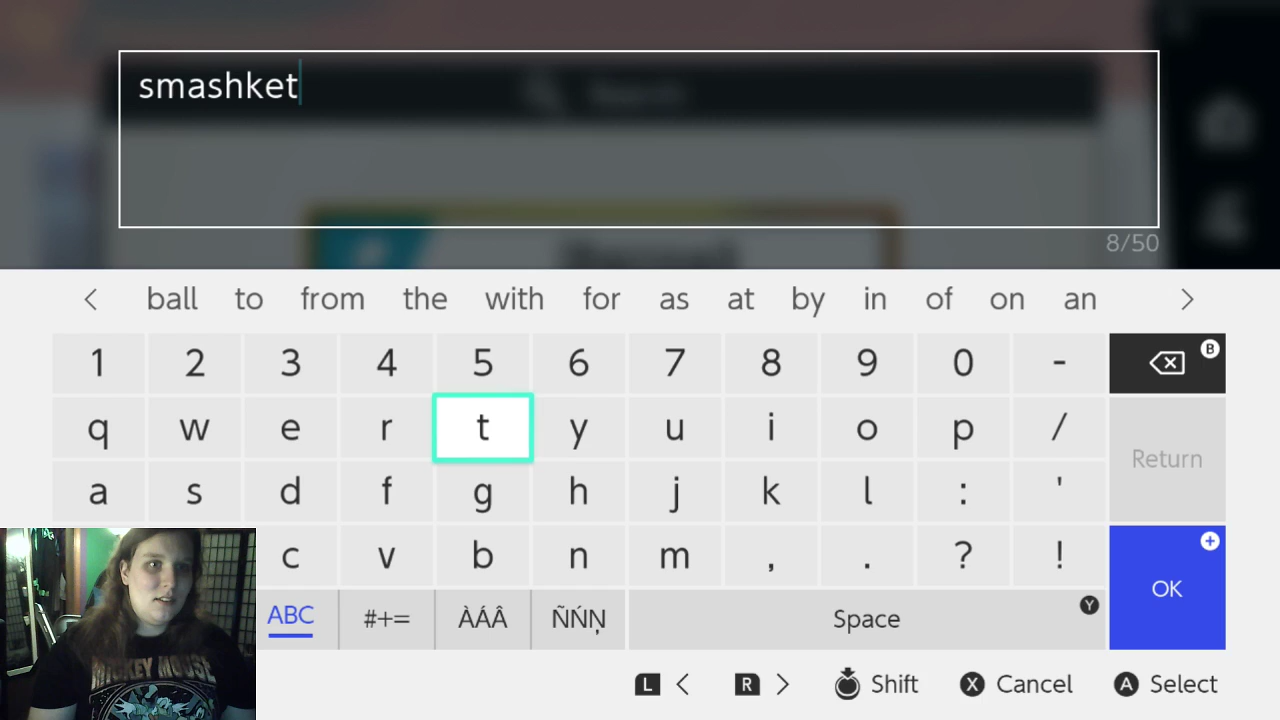 smashket
Search
8/50
ball to from the with for as at by in of on an
1 2 3 4 5 6 7 8 9 0 -
q w e r t y u i o p /
a s d f g h j k l : '
Return
c v b n m , . ? !
OK
ABC #+= ÀÁÂ ÑŃŅ Space
L R Shift X Cancel A Select
B
Y
MICKEY MOUSE